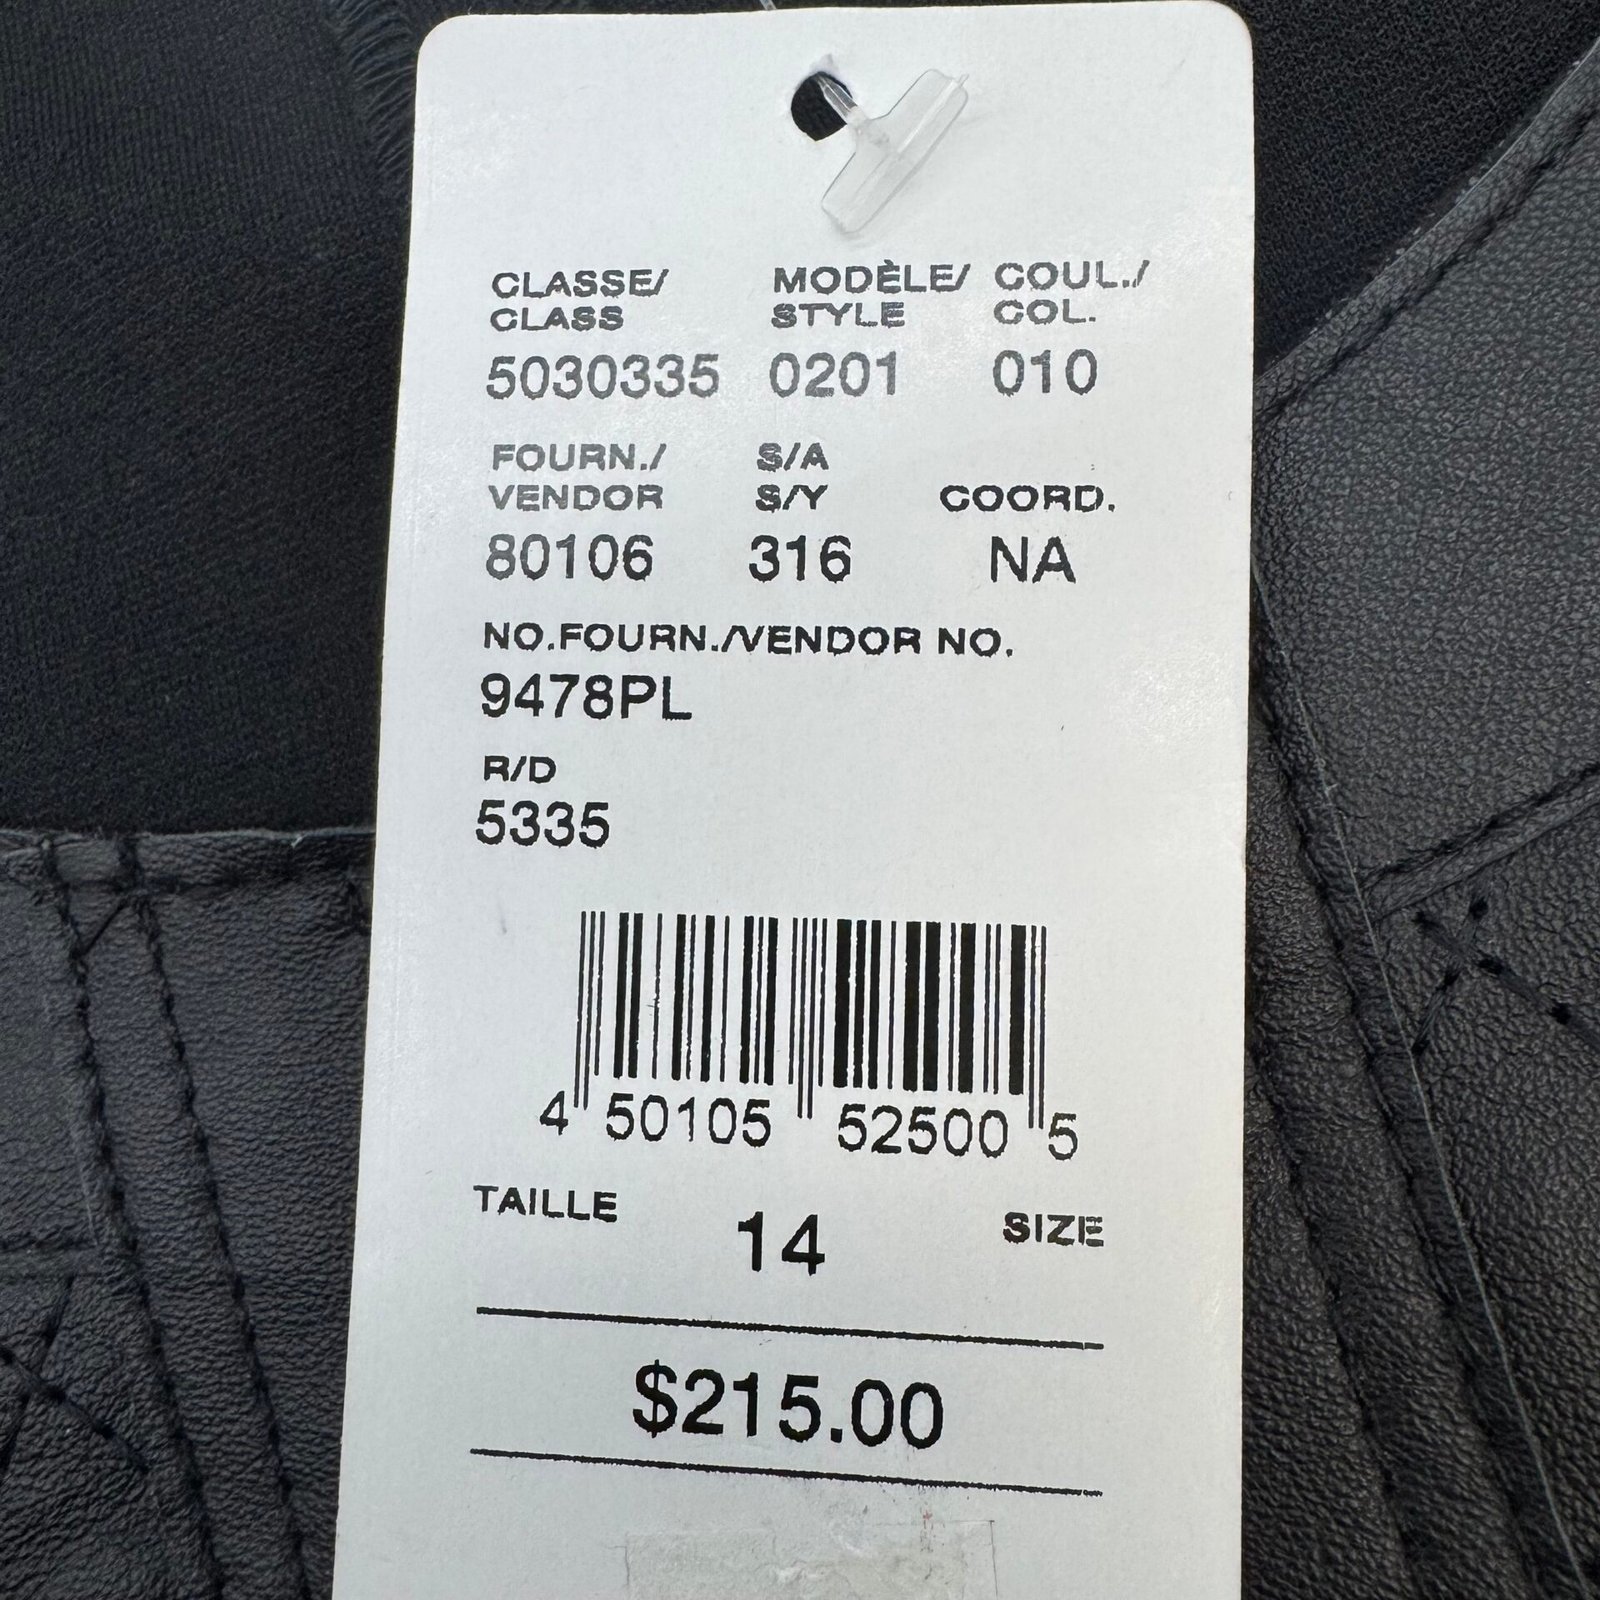 CLASSE/ MODÈLE/ COUL./
CLASS STYLE COL.
5030335 0201 010
FOURN./ S/A
VENDOR S/Y COORD.
80106 316 NA
NO.FOURN./VENDOR NO.
9478PL
R/D
5335
4 50105 52500 5
TAILLE 14 SIZE
$215.00